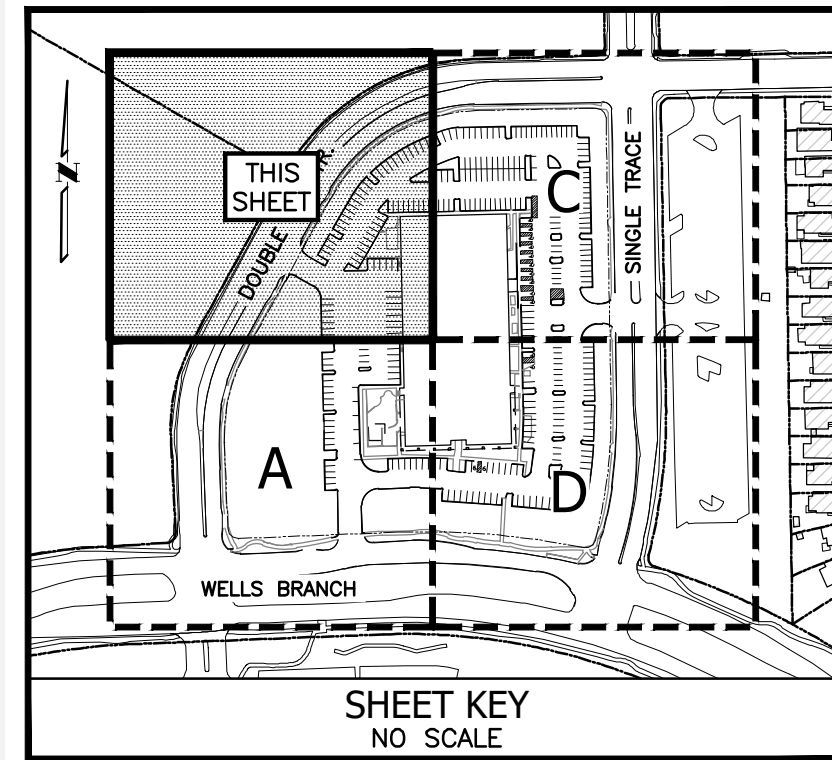 N
THIS
SHEET
DOUBLE
R.
C
SINGLE TRACE
A
D
WELLS BRANCH
SHEET KEY
NO SCALE